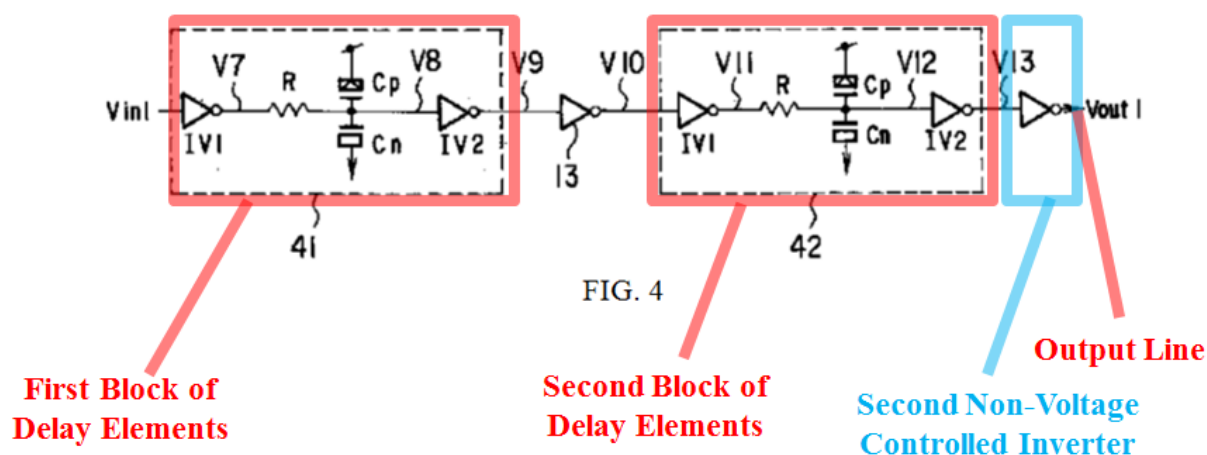 V7 R Cp V8 V9 V10 V11 R Cp V12 V13
Vin1 Vout 1
IV1 Cn IV2 IV1 Cn IV2
13
41 42
FIG. 4
First Block of
Delay Elements
Second Block of
Delay Elements
Output Line
Second Non-Voltage
Controlled Inverter